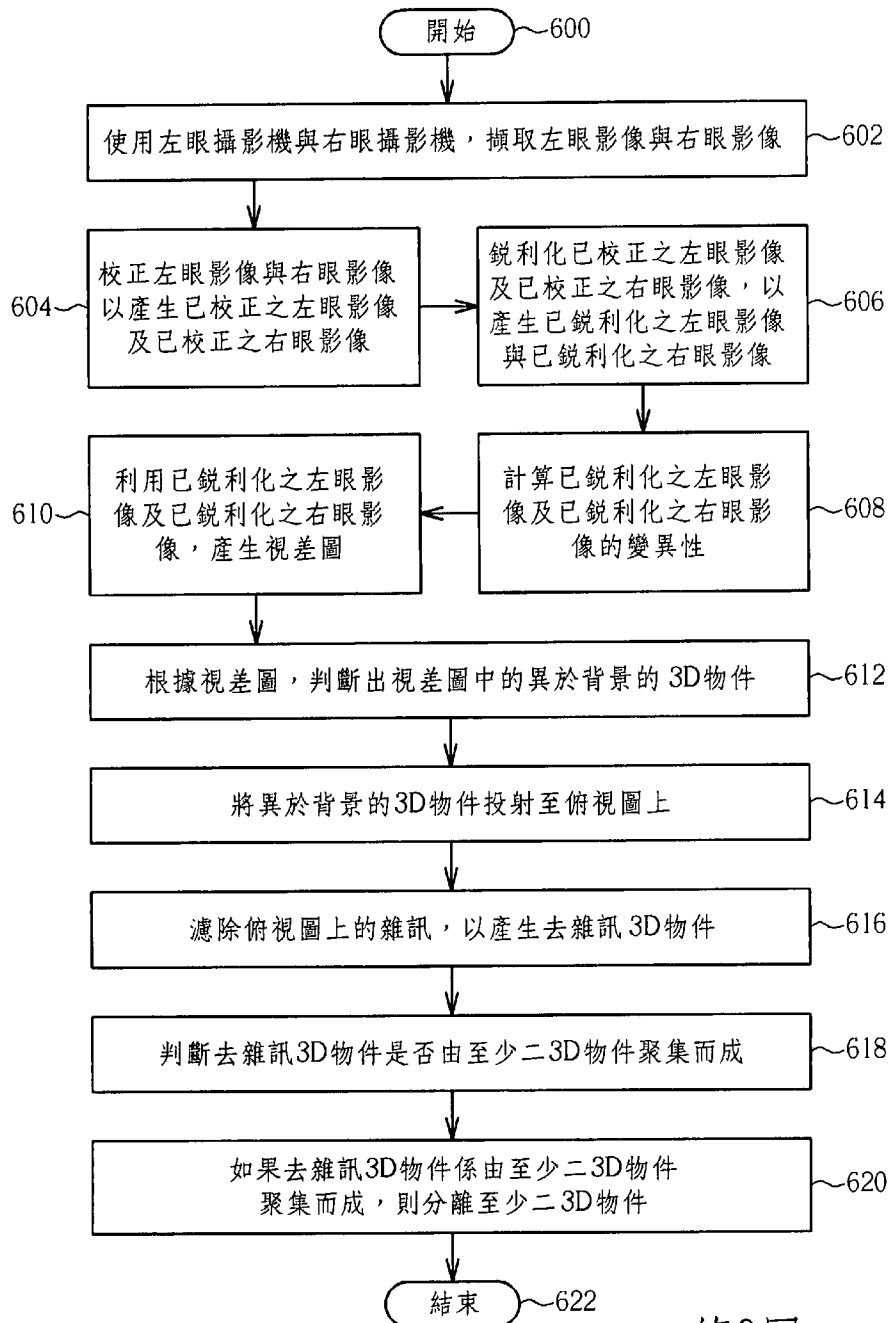 開始
600
使用左眼攝影機與右眼攝影機，擷取左眼影像與右眼影像
602
校正左眼影像與右眼影像
以產生已校正之左眼影像
及已校正之右眼影像
604
銳利化已校正之左眼影像
及已校正之右眼影像，以
產生已銳利化之左眼影像
與已銳利化之右眼影像
606
利用已銳利化之左眼影
像及已銳利化之右眼影
像，產生視差圖
610
計算已銳利化之左眼影
像及已銳利化之右眼影
像的變異性
608
根據視差圖，判斷出視差圖中的異於背景的3D物件
612
將異於背景的3D物件投射至俯視圖上
614
濾除俯視圖上的雜訊，以產生去雜訊3D物件
616
判斷去雜訊3D物件是否由至少二3D物件聚集而成
618
如果去雜訊3D物件係由至少二3D物件
聚集而成，則分離至少二3D物件
620
結束
622